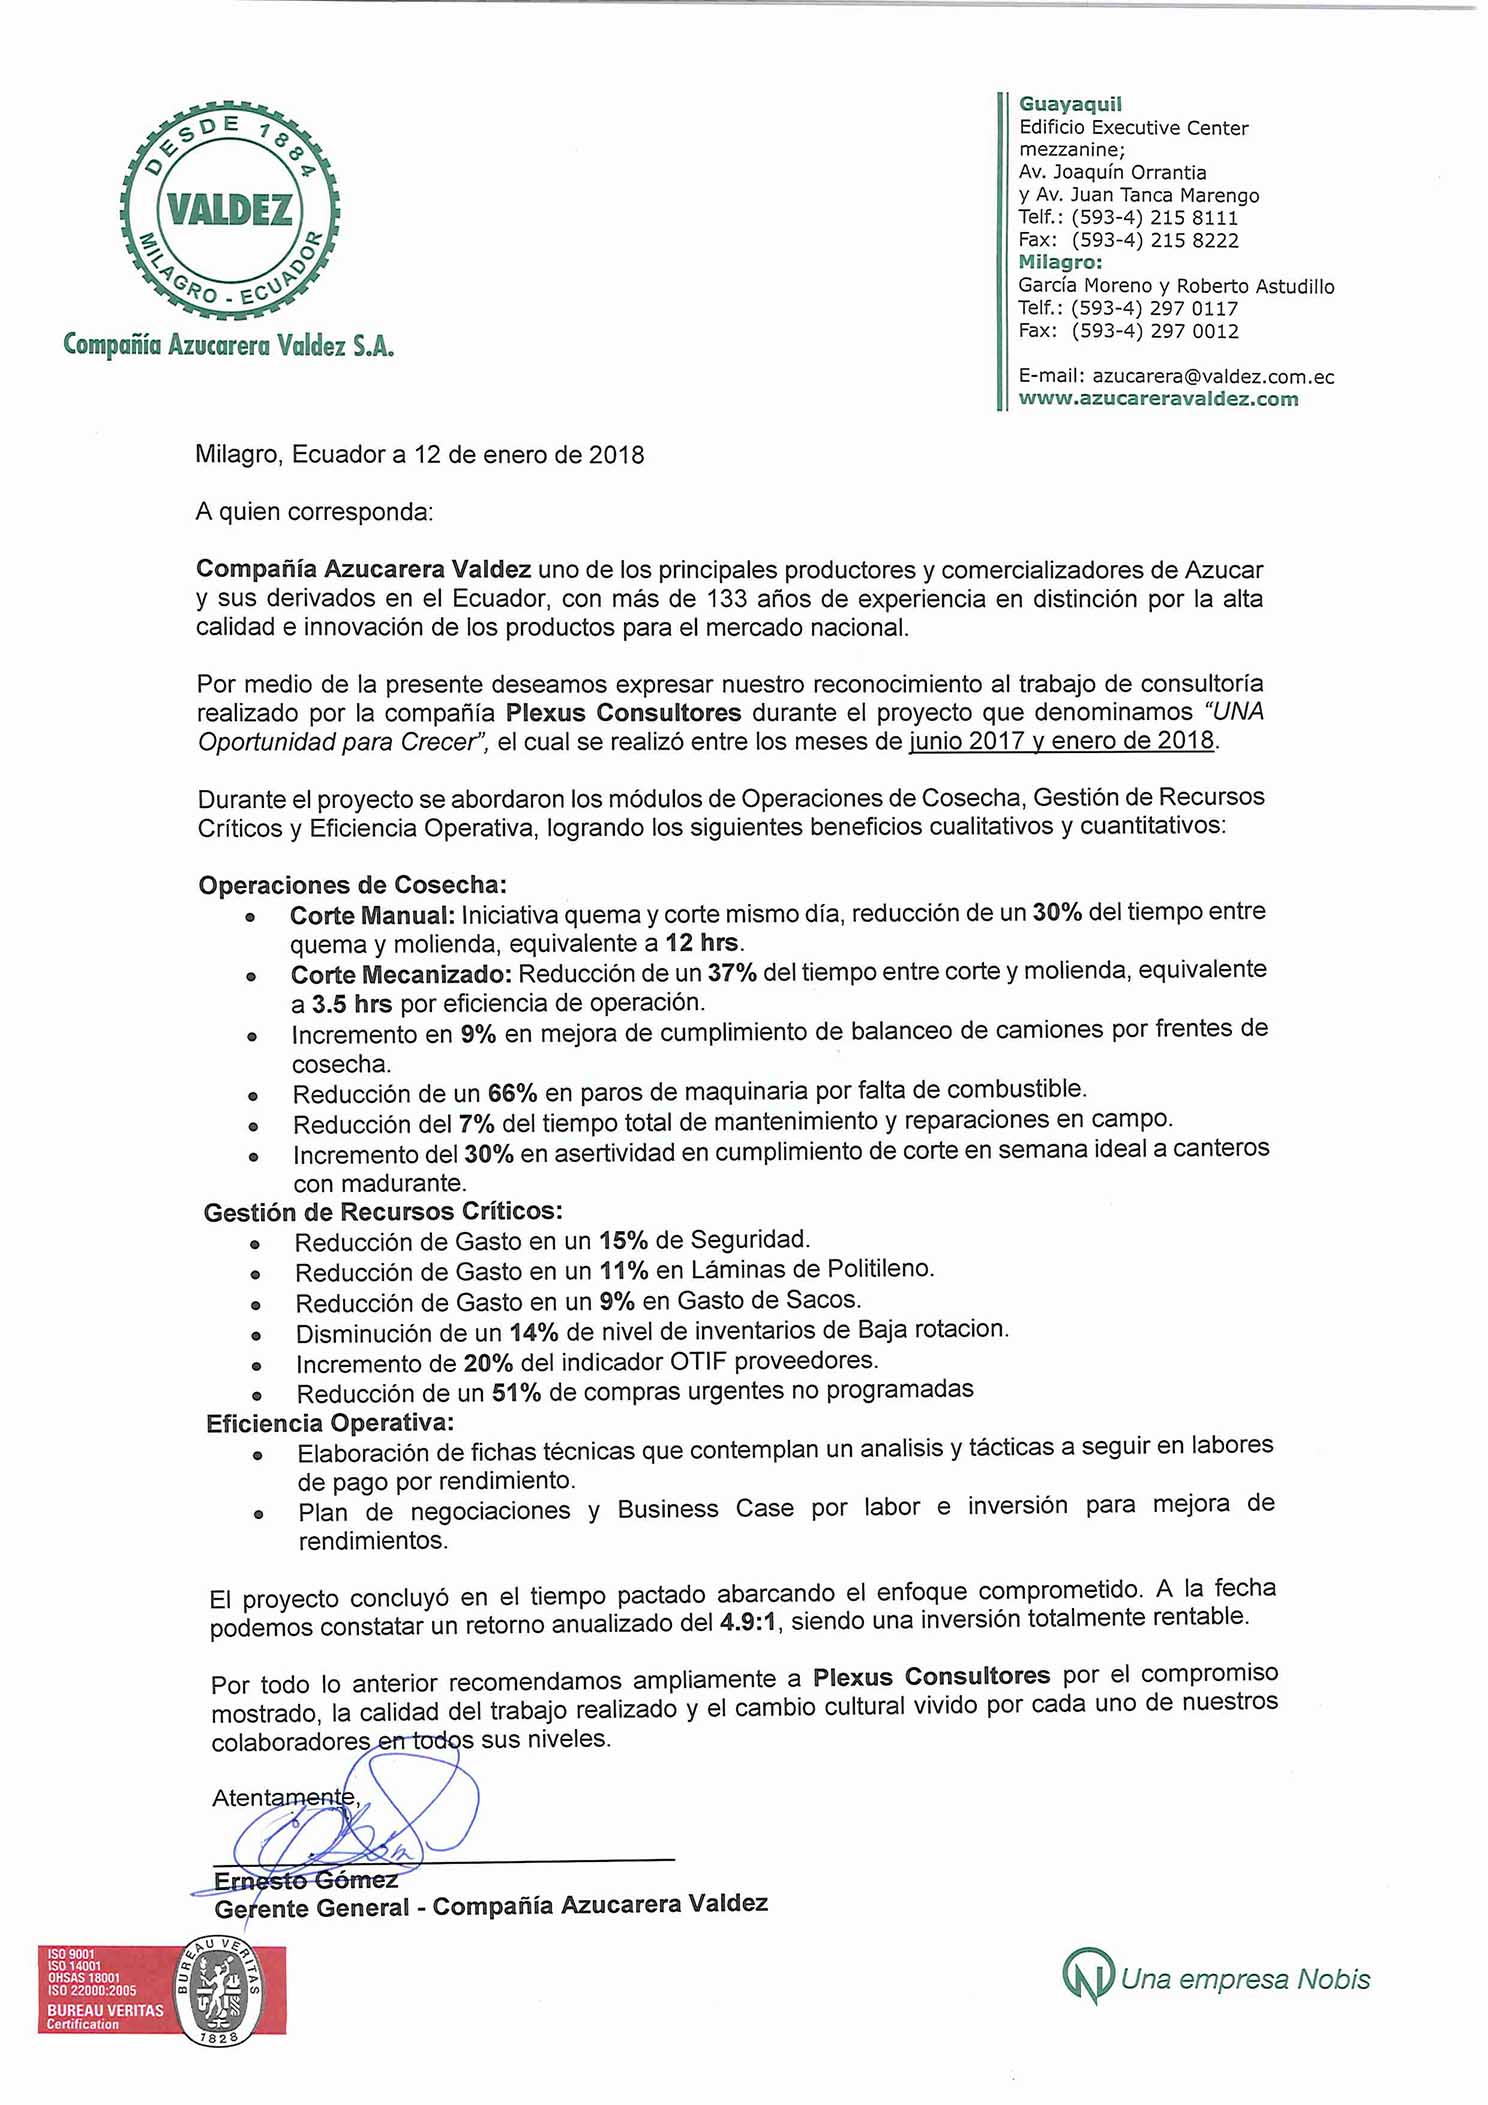 DESDE 1884
VALDEZ
MILAGRO - ECUADOR
Compañía Azucarera Valdez S.A.
Guayaquil
Edificio Executive Center
mezzanine;
Av. Joaquín Orrantia
y Av. Juan Tanca Marengo
Telf.: (593-4) 215 8111
Fax: (593-4) 215 8222
Milagro:
García Moreno y Roberto Astudillo
Telf.: (593-4) 297 0117
Fax: (593-4) 297 0012
E-mail: azucarera@valdez.com.ec
www.azucareravaldez.com
Milagro, Ecuador a 12 de enero de 2018
A quien corresponda:
Compañía Azucarera Valdez uno de los principales productores y comercializadores de Azucar
y sus derivados en el Ecuador, con más de 133 años de experiencia en distinción por la alta
calidad e innovación de los productos para el mercado nacional.
Por medio de la presente deseamos expresar nuestro reconocimiento al trabajo de consultoría
realizado por la compañía Plexus Consultores durante el proyecto que denominamos “UNA
Oportunidad para Crecer”, el cual se realizó entre los meses de junio 2017 y enero de 2018.
Durante el proyecto se abordaron los módulos de Operaciones de Cosecha, Gestión de Recursos
Críticos y Eficiencia Operativa, logrando los siguientes beneficios cualitativos y cuantitativos:
Operaciones de Cosecha:
• Corte Manual: Iniciativa quema y corte mismo día, reducción de un 30% del tiempo entre
quema y molienda, equivalente a 12 hrs.
• Corte Mecanizado: Reducción de un 37% del tiempo entre corte y molienda, equivalente
a 3.5 hrs por eficiencia de operación.
• Incremento en 9% en mejora de cumplimiento de balanceo de camiones por frentes de
cosecha.
• Reducción de un 66% en paros de maquinaria por falta de combustible.
• Reducción del 7% del tiempo total de mantenimiento y reparaciones en campo.
• Incremento del 30% en asertividad en cumplimiento de corte en semana ideal a canteros
con madurante.
Gestión de Recursos Críticos:
• Reducción de Gasto en un 15% de Seguridad.
• Reducción de Gasto en un 11% en Láminas de Politileno.
• Reducción de Gasto en un 9% en Gasto de Sacos.
• Disminución de un 14% de nivel de inventarios de Baja rotacion.
• Incremento de 20% del indicador OTIF proveedores.
• Reducción de un 51% de compras urgentes no programadas
Eficiencia Operativa:
• Elaboración de fichas técnicas que contemplan un analisis y tácticas a seguir en labores
de pago por rendimiento.
• Plan de negociaciones y Business Case por labor e inversión para mejora de
rendimientos.
El proyecto concluyó en el tiempo pactado abarcando el enfoque comprometido. A la fecha
podemos constatar un retorno anualizado del 4.9:1, siendo una inversión totalmente rentable.
Por todo lo anterior recomendamos ampliamente a Plexus Consultores por el compromiso
mostrado, la calidad del trabajo realizado y el cambio cultural vivido por cada uno de nuestros
colaboradores en todos sus niveles.
Atentamente,
Ernesto Gómez
Gerente General - Compañía Azucarera Valdez
ISO 9001
ISO 14001
OHSAS 18001
ISO 22000:2005
BUREAU VERITAS
Certification
BUREAU VERITAS
1828
Una empresa Nobis